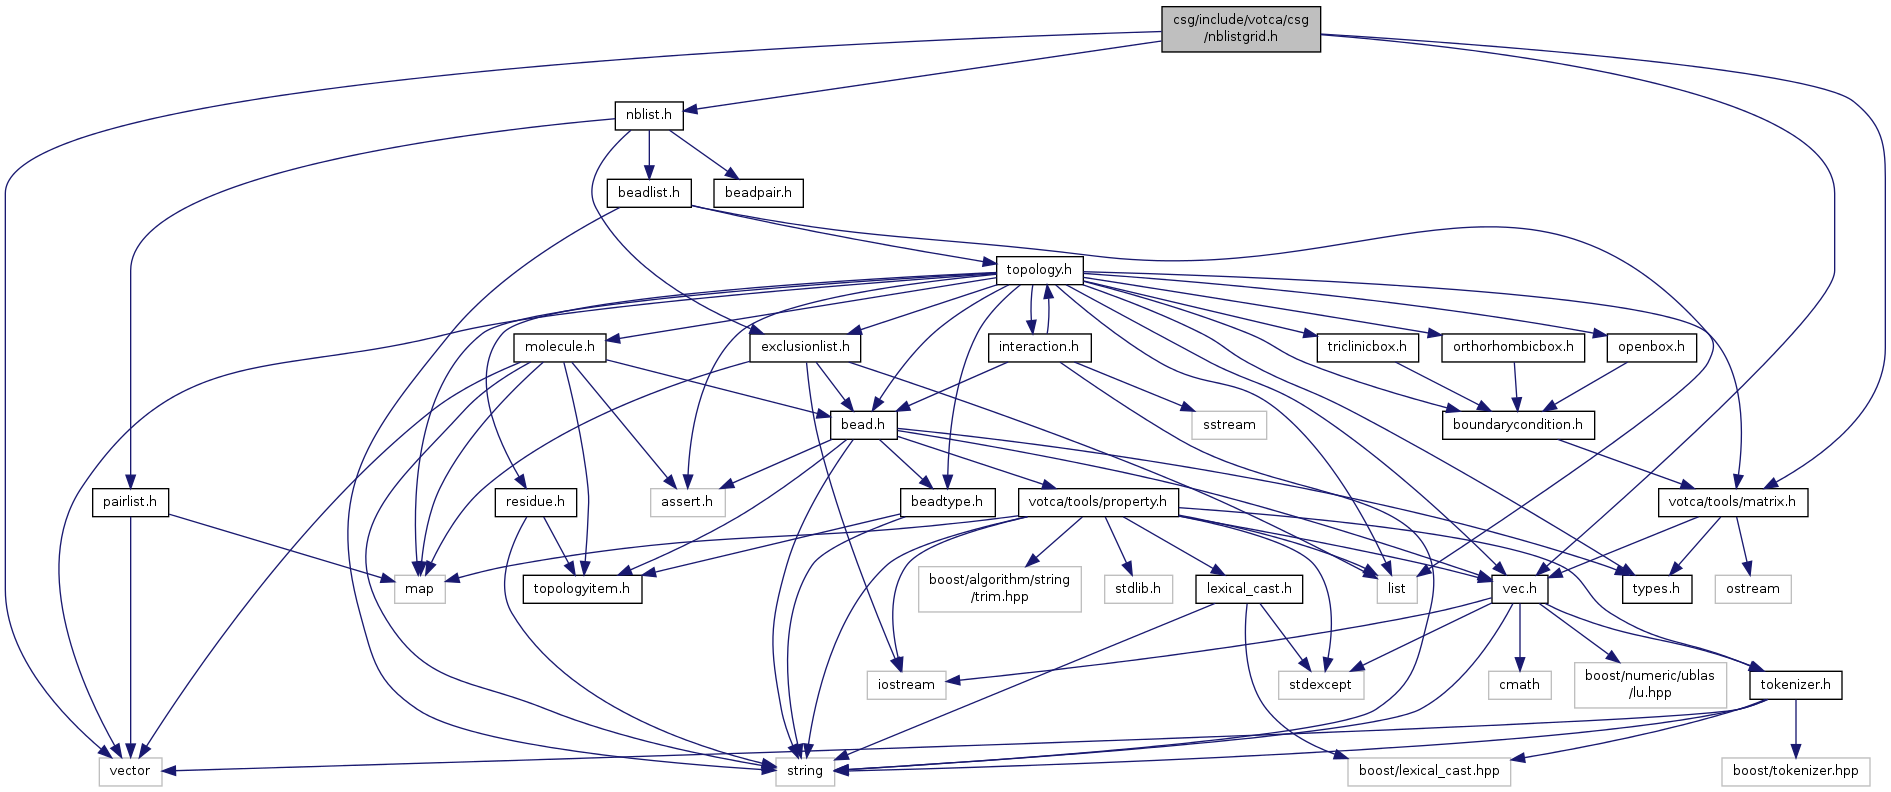 csg/include/votca/csg
/nblistgrid.h
nblist.h
beadlist.h
beadpair.h
topology.h
molecule.h
exclusionlist.h
interaction.h
triclinicbox.h
orthorhombicbox.h
openbox.h
bead.h
sstream
boundarycondition.h
pairlist.h
residue.h
assert.h
beadtype.h
votca/tools/property.h
votca/tools/matrix.h
map
topologyitem.h
boost/algorithm/string
/trim.hpp
stdlib.h
lexical_cast.h
list
vec.h
types.h
ostream
iostream
stdexcept
cmath
boost/numeric/ublas
/lu.hpp
tokenizer.h
vector
string
boost/lexical_cast.hpp
boost/tokenizer.hpp